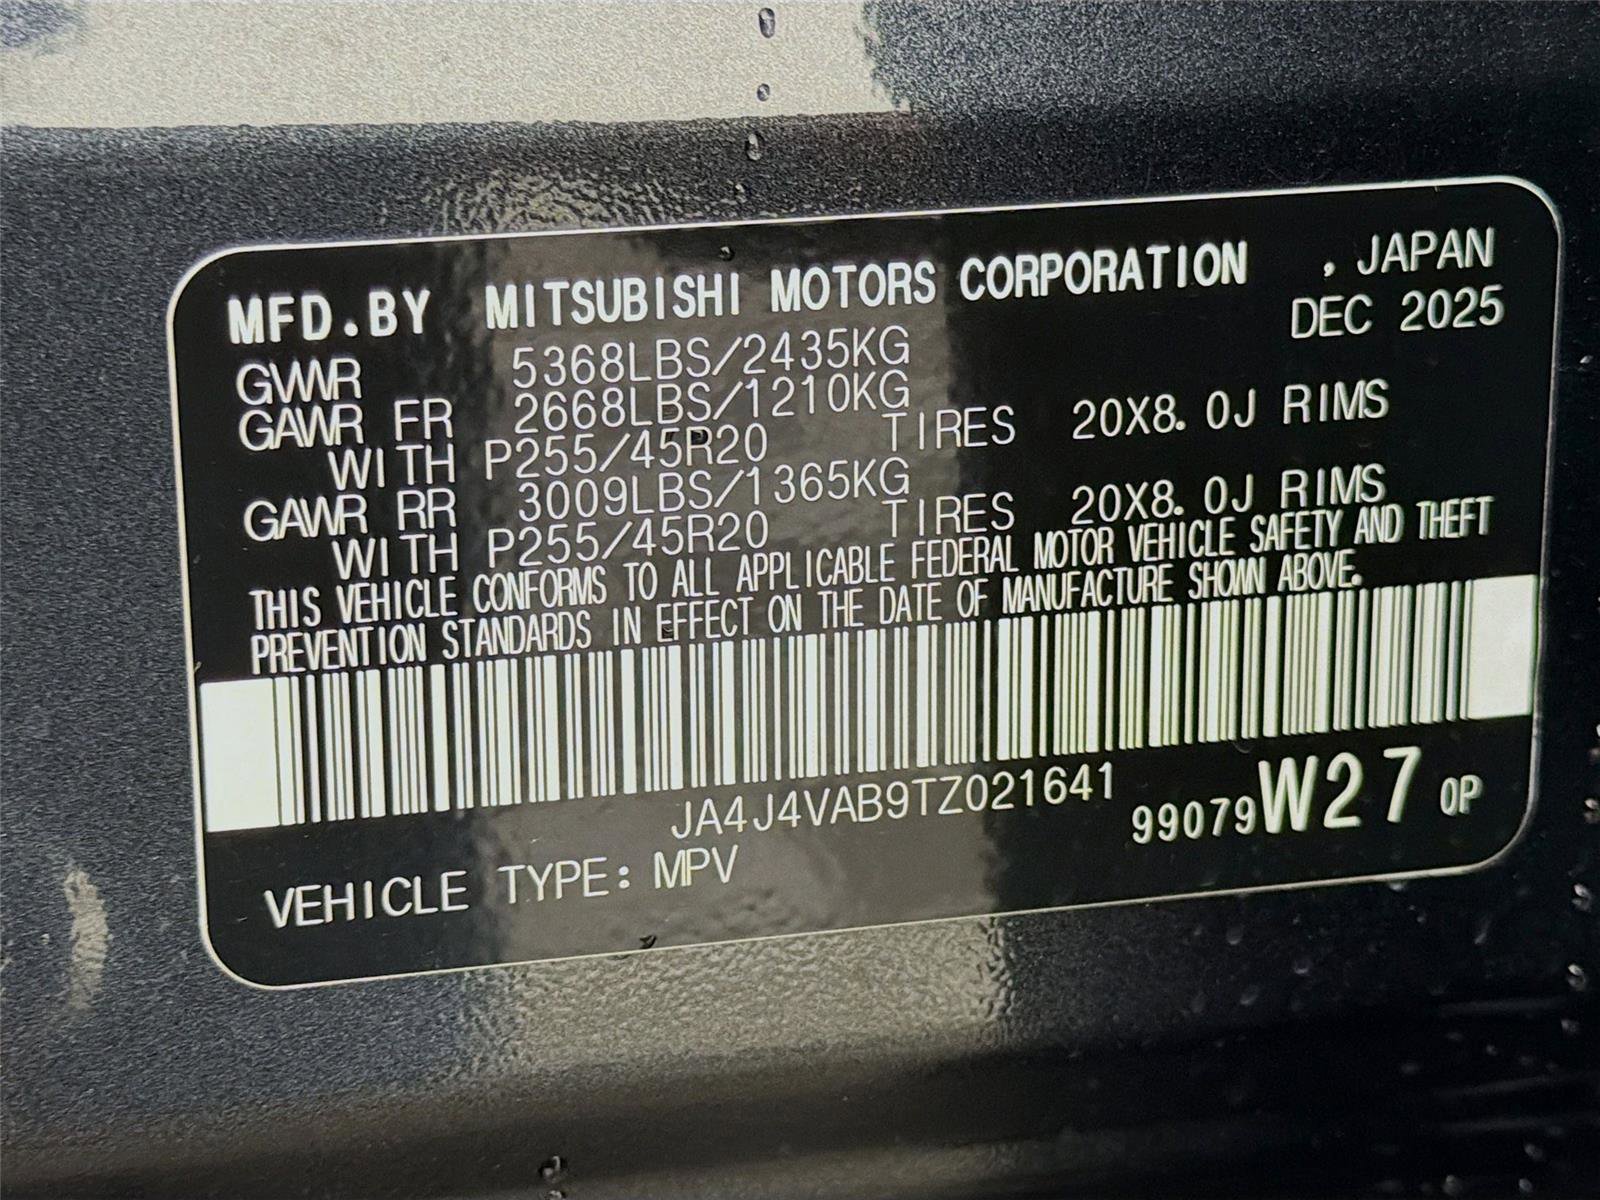 MFD.BY MITSUBISHI MOTORS CORPORATION , JAPAN
DEC 2025
GVWR 5368LBS/2435KG
GAWR FR 2668LBS/1210KG
WITH P255/45R20 TIRES 20X8.0J RIMS
GAWR RR 3009LBS/1365KG
WITH P255/45R20 TIRES 20X8.0J RIMS
THIS VEHICLE CONFORMS TO ALL APPLICABLE FEDERAL MOTOR VEHICLE SAFETY AND THEFT
PREVENTION STANDARDS IN EFFECT ON THE DATE OF MANUFACTURE SHOWN ABOVE.
JA4J4VAB9TZ021641 99079W27 0P
VEHICLE TYPE: MPV